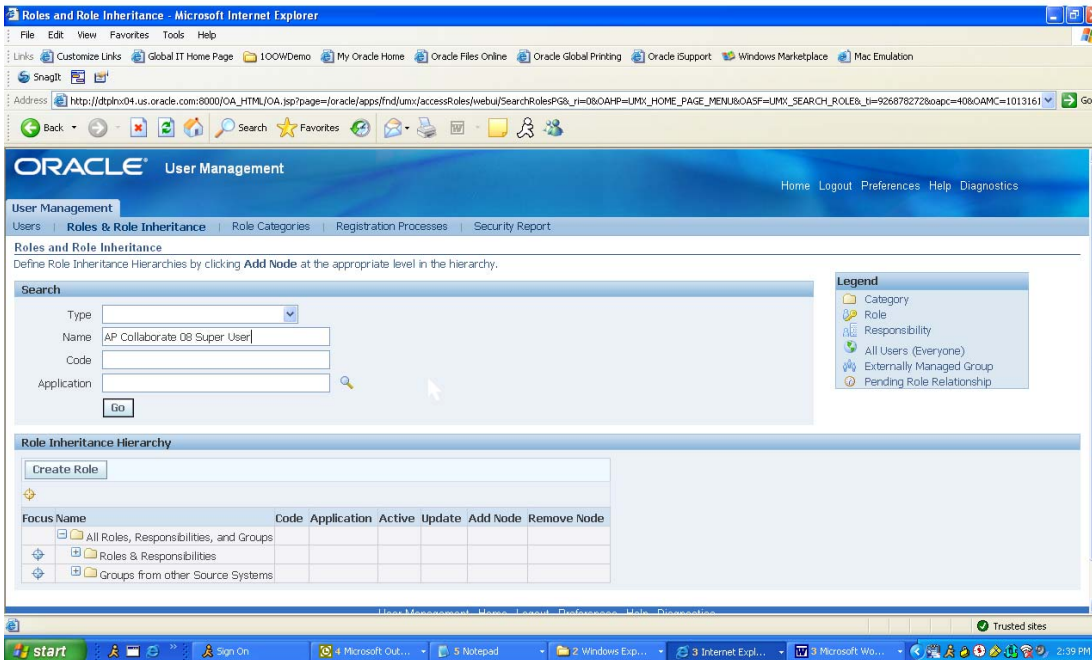 Roles and Role Inheritance - Microsoft Internet Explorer
File Edit View Favorites Tools Help
Links Customize Links Global IT Home Page 1OOWDemo My Oracle Home Oracle Files Online Oracle Global Printing Oracle iSupport Windows Marketplace Mac Emulation
SnagIt
Address http://dtplnx04.us.oracle.com:8000/OA_HTML/OA.jsp?page=/oracle/apps/fnd/umx/accessRoles/webui/SearchRolesPG&_ri=0&OAHP=UMX_HOME_PAGE_MENU&OASF=UMX_SEARCH_ROLE&_ti=926878272&oapc=40&OAMC=1013161 Go
Back Search Favorites
ORACLE User Management
Home Logout Preferences Help Diagnostics
User Management
Users | Roles & Role Inheritance | Role Categories | Registration Processes | Security Report
Roles and Role Inheritance
Define Role Inheritance Hierarchies by clicking Add Node at the appropriate level in the hierarchy.
Search
Type
Name AP Collaborate 08 Super User
Code
Application
Go
Legend
Category
Role
Responsibility
All Users (Everyone)
Externally Managed Group
Pending Role Relationship
Role Inheritance Hierarchy
Create Role
Focus Name Code Application Active Update Add Node Remove Node
All Roles, Responsibilities, and Groups
Roles & Responsibilities
Groups from other Source Systems
User Management Home Logout Preferences Help Diagnostics
Trusted sites
start Sign On 4 Microsoft Out... 5 Notepad 2 Windows Exp... 3 Internet Expl... 3 Microsoft Wo... 2:39 PM